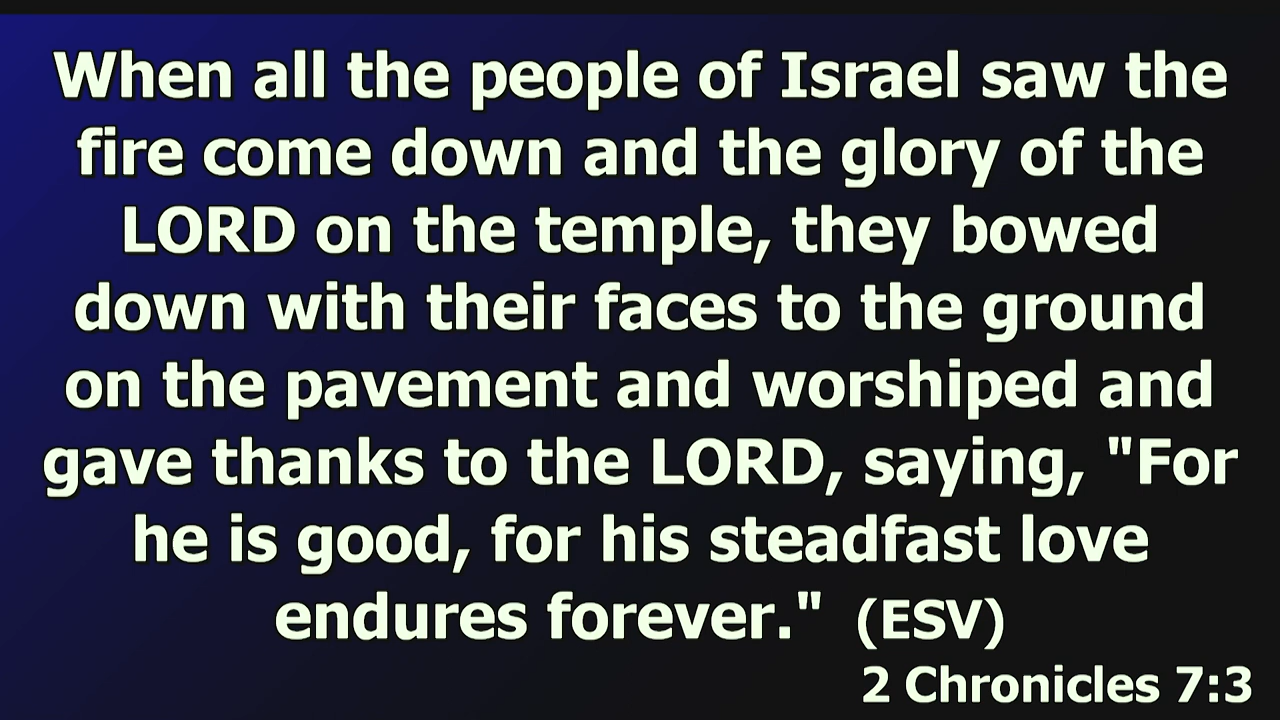 When all the people of Israel saw the
fire come down and the glory of the
LORD on the temple, they bowed
down with their faces to the ground
on the pavement and worshiped and
gave thanks to the LORD, saying, "For
he is good, for his steadfast love
endures forever." (ESV)
2 Chronicles 7:3